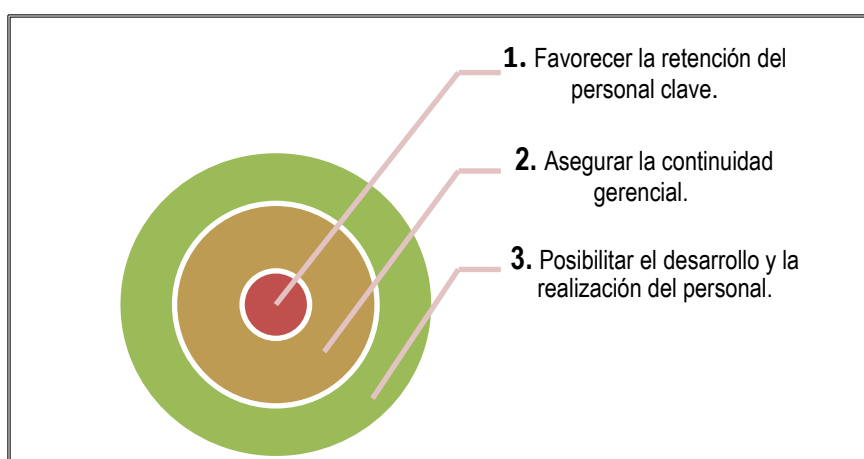 1. Favorecer la retención del
personal clave.
2. Asegurar la continuidad
gerencial.
3. Posibilitar el desarrollo y la
realización del personal.